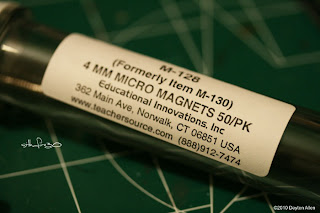 M-128
(Formerly Item M-130)
4 MM MICRO MAGNETS 50/PK
Educational Innovations, Inc
362 Main Ave, Norwalk, CT 06851 USA
www.teachersource.com (888)912-7474
©2010 Dayton Allen